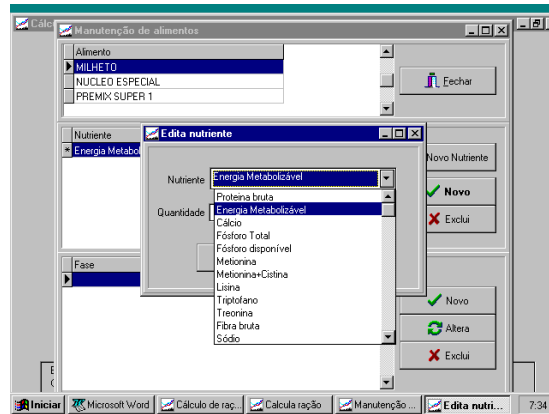 Cálc
Manutenção de alimentos
Alimento
MILHETO
NUCLEO ESPECIAL
PREMIX SUPER 1
Fechar
Nutriente
Energia Metabol
Edita nutriente
Nutriente
Energia Metabolizável
Quantidade
Proteina bruta
Energia Metabolizável
Cálcio
Fósforo Total
Fósforo disponível
Metionina
Metionina+Cistina
Lisina
Triptofano
Treonina
Fibra bruta
Sódio
Novo Nutriente
Novo
Exclui
Fase
Novo
Altera
Exclui
Iniciar
Microsoft Word
Cálculo de raç...
Calcula ração
Manutenção ...
Edita nutri...
7:34